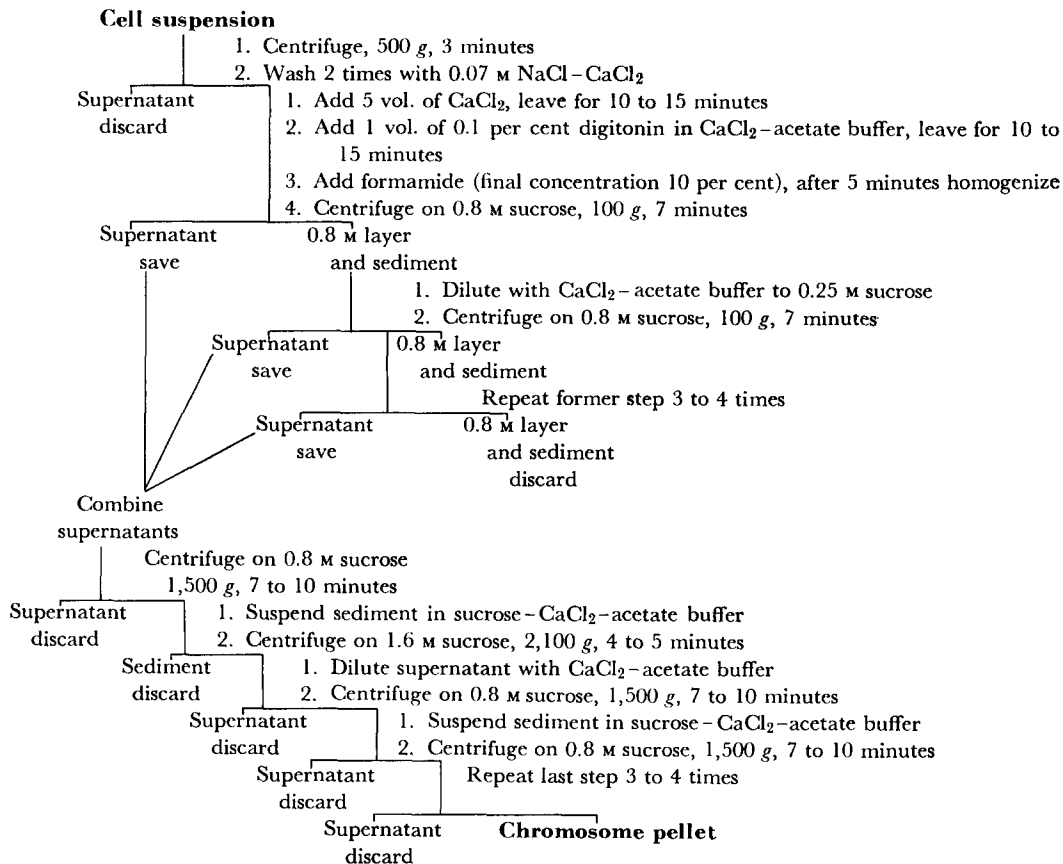 Cell suspension
1. Centrifuge, 500 g, 3 minutes
2. Wash 2 times with 0.07 M NaCl–CaCl₂
Supernatant
discard
1. Add 5 vol. of CaCl₂, leave for 10 to 15 minutes
2. Add 1 vol. of 0.1 per cent digitonin in CaCl₂–acetate buffer, leave for 10 to
15 minutes
3. Add formamide (final concentration 10 per cent), after 5 minutes homogenize
4. Centrifuge on 0.8 M sucrose, 100 g, 7 minutes
Supernatant
save
0.8 M layer
and sediment
1. Dilute with CaCl₂–acetate buffer to 0.25 M sucrose
2. Centrifuge on 0.8 M sucrose, 100 g, 7 minutes
Supernatant
save
0.8 M layer
and sediment
Repeat former step 3 to 4 times
Supernatant
save
0.8 M layer
and sediment
discard
Combine
supernatants
Centrifuge on 0.8 M sucrose
1,500 g, 7 to 10 minutes
Supernatant
discard
1. Suspend sediment in sucrose–CaCl₂–acetate buffer
2. Centrifuge on 1.6 M sucrose, 2,100 g, 4 to 5 minutes
Sediment
discard
1. Dilute supernatant with CaCl₂–acetate buffer
2. Centrifuge on 0.8 M sucrose, 1,500 g, 7 to 10 minutes
Supernatant
discard
1. Suspend sediment in sucrose–CaCl₂–acetate buffer
2. Centrifuge on 0.8 M sucrose, 1,500 g, 7 to 10 minutes
Supernatant
discard
Repeat last step 3 to 4 times
Supernatant
discard
Chromosome pellet